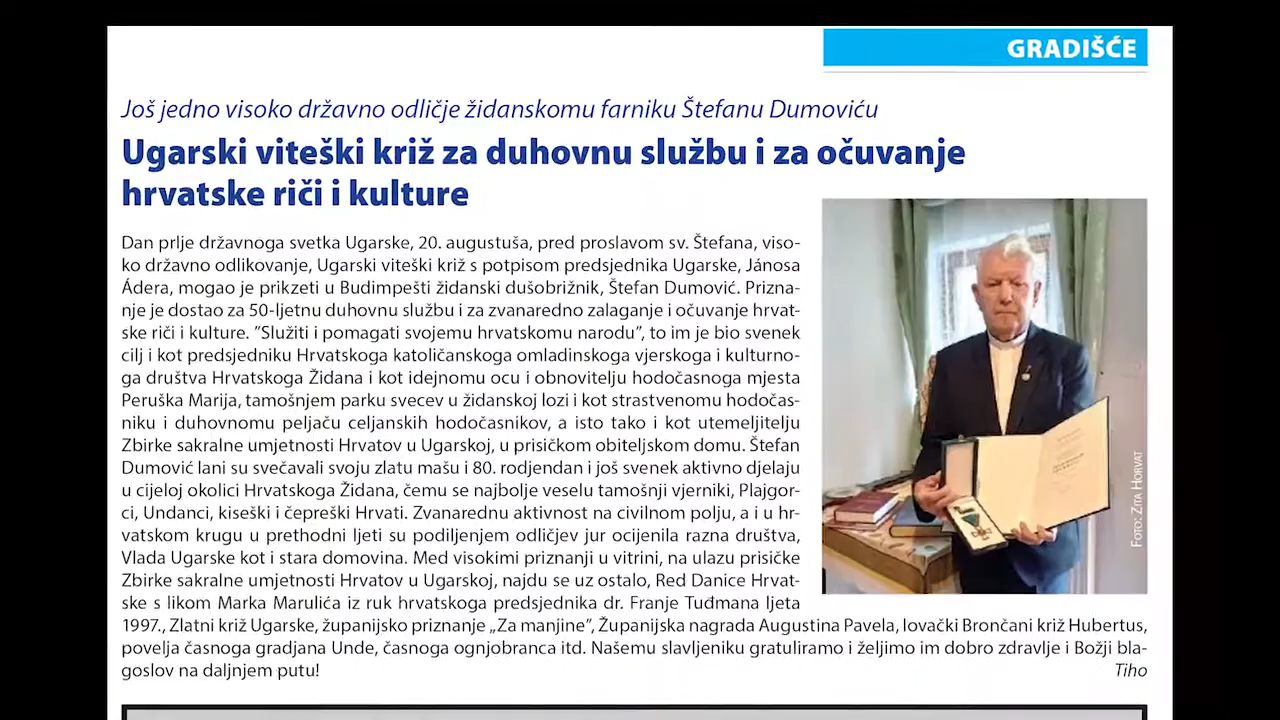 GRADIŠĆE
Još jedno visoko državno odličje židanskomu farniku Štefanu Dumoviću
Ugarski viteški križ za duhovnu službu i za očuvanje
hrvatske riči i kulture
Dan prlje državnoga svetka Ugarske, 20. augustuša, pred proslavom sv. Štefana, viso-
ko državno odlikovanje, Ugarski viteški križ s potpisom predsjednika Ugarske, Jánosa
Ádera, mogao je prikzeti u Budimpešti židanski dušobrižnik, Štefan Dumović. Prizna-
nje je dostao za 50-ljetnu duhovnu službu i za zvanaredno zalaganje i očuvanje hrvat-
ske riči i kulture. ”Služiti i pomagati svojemu hrvatskomu narodu”, to im je bio svenek
cilj i kot predsjedniku Hrvatskoga katoličanskoga omladinskoga vjerskoga i kulturno-
ga društva Hrvatskoga Židana i kot idejnomu ocu i obnovitelju hodočasnoga mjesta
Peruška Marija, tamošnjem parku svecev u židanskoj lozi i kot strastvenomu hodočas-
niku i duhovnomu peljaču celjanskih hodočasnikov, a isto tako i kot utemeljitelju
Zbirke sakralne umjetnosti Hrvatov u Ugarskoj, u prisičkom obiteljskom domu. Štefan
Dumović lani su svečavali svoju zlatu mašu i 80. rodjendan i još svenek aktivno djelaju
u cijeloj okolici Hrvatskoga Židana, čemu se najbolje veselu tamošnji vjerniki, Plajgor-
ci, Undanci, kiseški i čepreški Hrvati. Zvanarednu aktivnost na civilnom polju, a i u hr-
vatskom krugu u prethodni ljeti su podiljenjem odličjev jur ocijenila razna društva,
Vlada Ugarske kot i stara domovina. Med visokimi priznanji u vitrini, na ulazu prisičke
Zbirke sakralne umjetnosti Hrvatov u Ugarskoj, najdu se uz ostalo, Red Danice Hrvat-
ske s likom Marka Marulića iz ruk hrvatskoga predsjednika dr. Franje Tuđmana ljeta
1997., Zlatni križ Ugarske, županijsko priznanje „Za manjine”, Županijska nagrada Augustina Pavela, lovački Brončani križ Hubertus,
povelja časnoga gradjana Unde, časnoga ognjobranca itd. Našemu slavljeniku gratuliramo i željimo im dobro zdravlje i Božji bla-
goslov na daljnjem putu!
Tiho
Foto: Zita Horvat